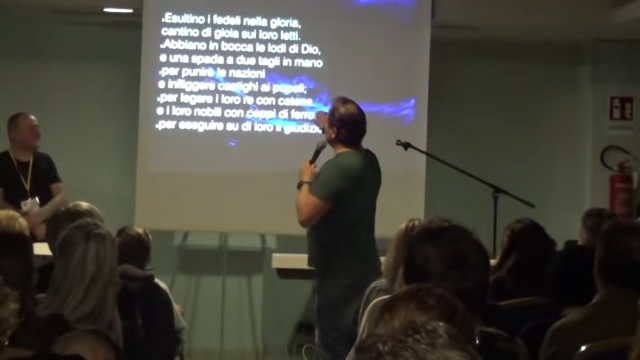 .Esultino i fedeli nella gloria,
cantino di gioia sui loro letti.
.Abbiano in bocca le lodi di Dio,
e una spada a due tagli in mano
.per punire le nazioni
e infliggere castighi ai popoli;
.per legare i loro re con catene
e i loro nobili con ceppi di ferro
.per eseguire su di loro il giudizi